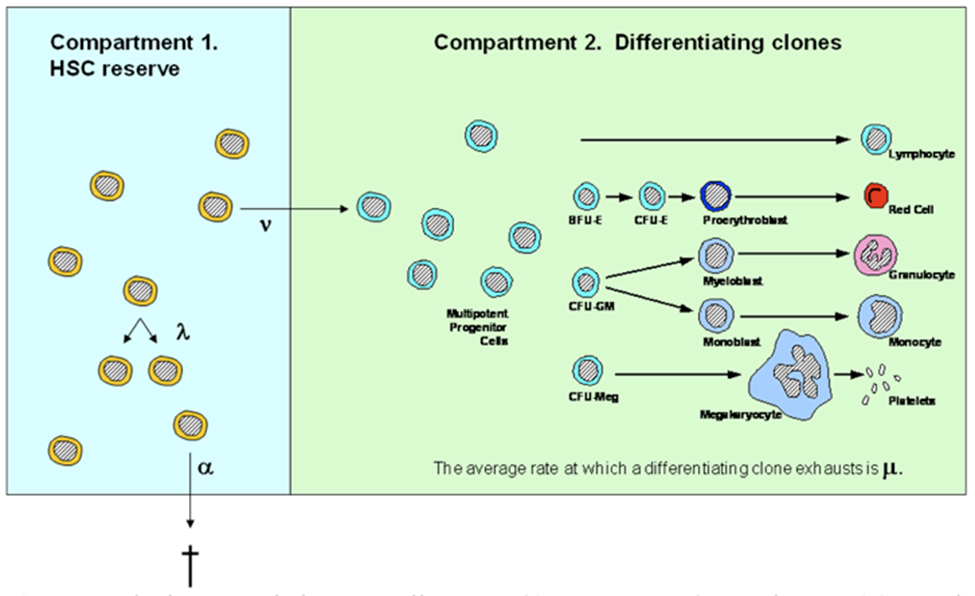 Compartment 1.
HSC reserve
Compartment 2. Differentiating clones
Lymphocyte
ν
BFU-E
CFU-E
Proerythroblast
Red Cell
Myeloblast
Granulocyte
CFU-GM
Multipotent
Progenitor
Cells
λ
Monoblast
Monocyte
CFU-Meg
Megakaryocyte
Platelets
α
The average rate at which a differentiating clone exhausts is μ.
†